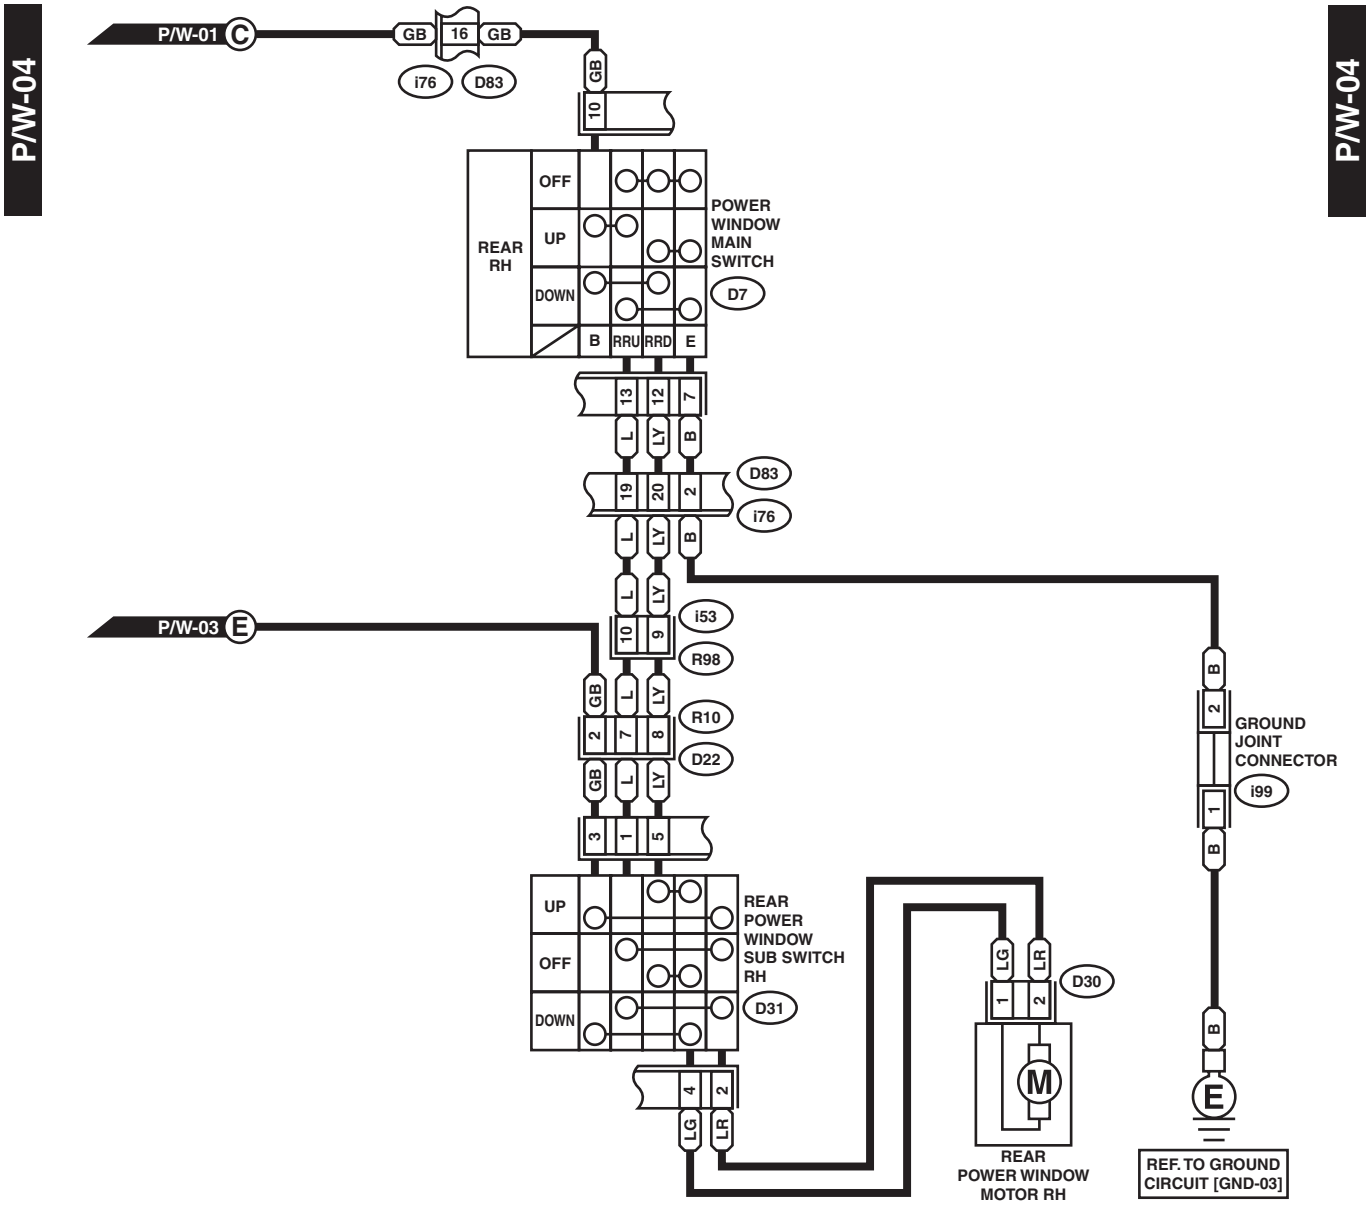 P/W-04
P/W-04
P/W-01 C
GB 16 GB
i76 D83
GB
10
REAR
RH
OFF
UP
DOWN
B RRU RRD E
POWER
WINDOW
MAIN
SWITCH
D7
13 12 7
L LY B
D83
19 20 2
i76
L LY B
L LY
i53
10 9
R98
P/W-03 E
GB L LY
R10
2 7 8
D22
GB L LY
3 1 5
UP
OFF
DOWN
REAR
POWER
WINDOW
SUB SWITCH
RH
D31
4 2
LG LR
LG LR
D30
1 2
M
REAR
POWER WINDOW
MOTOR RH
B
2
GROUND
JOINT
CONNECTOR
i99
1
B
B
E
REF. TO GROUND
CIRCUIT [GND-03]